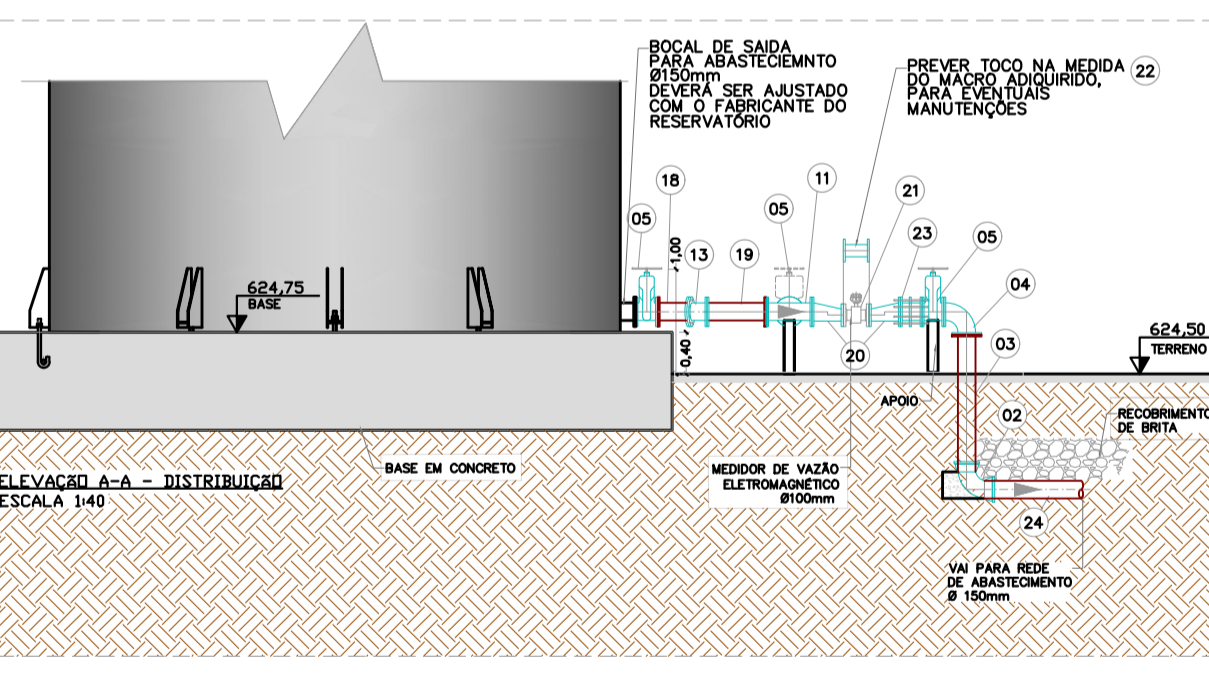 BOCAL DE SAIDA
PARA ABASTECIEMNTO
Ø150mm
DEVERÁ SER AJUSTADO
COM O FABRICANTE DO
RESERVATÓRIO
PREVER TOCO NA MEDIDA
DO MACRO ADIQUIRIDO,
PARA EVENTUAIS
MANUTENÇÕES
22
18
11
21
05
05
13
19
23
05
04
1,00
0,40
624,75
BASE
20
03
624,50
TERRENO
APOIO
02
RECOBRIMENTO
DE BRITA
BASE EM CONCRETO
MEDIDOR DE VAZÃO
ELETROMAGNÉTICO
Ø100mm
ELEVAÇÃO A-A - DISTRIBUIÇÃO
ESCALA 1:40
24
VAI PARA REDE
DE ABASTECIMENTO
Ø 150mm